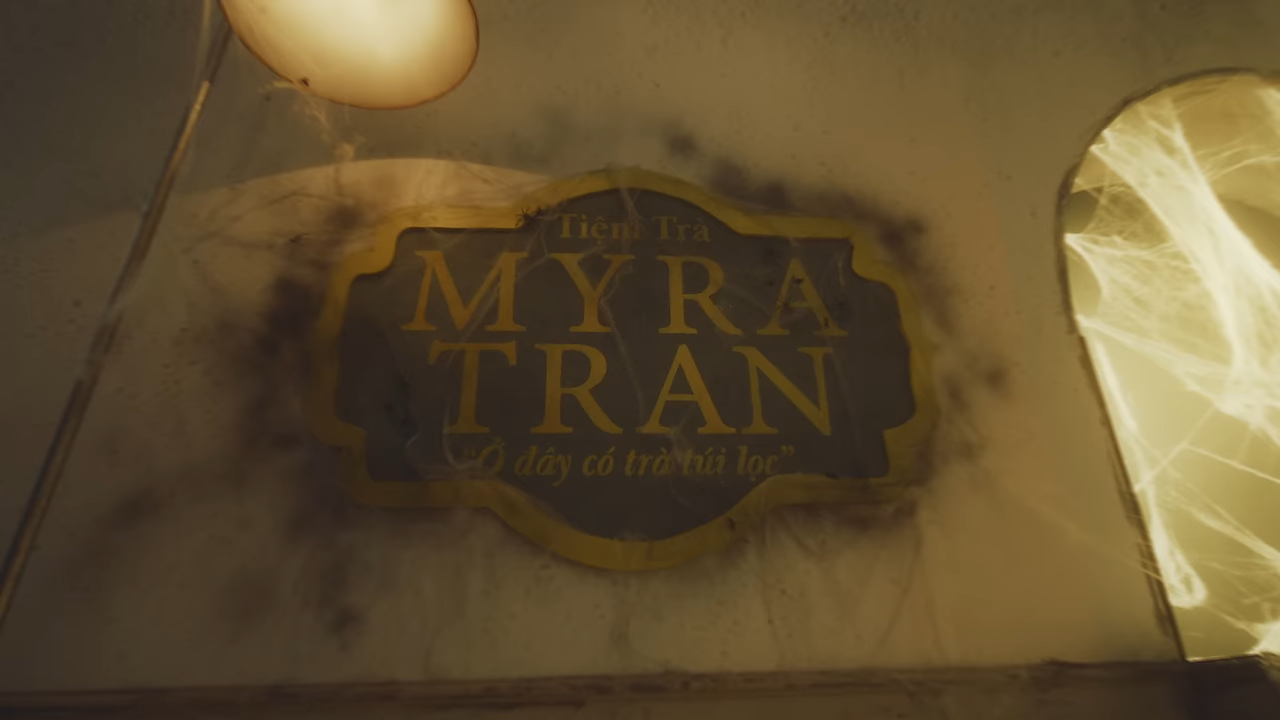 Tiệm Trà
MYRA
TRAN
"Ở đây có trà túi lọc"